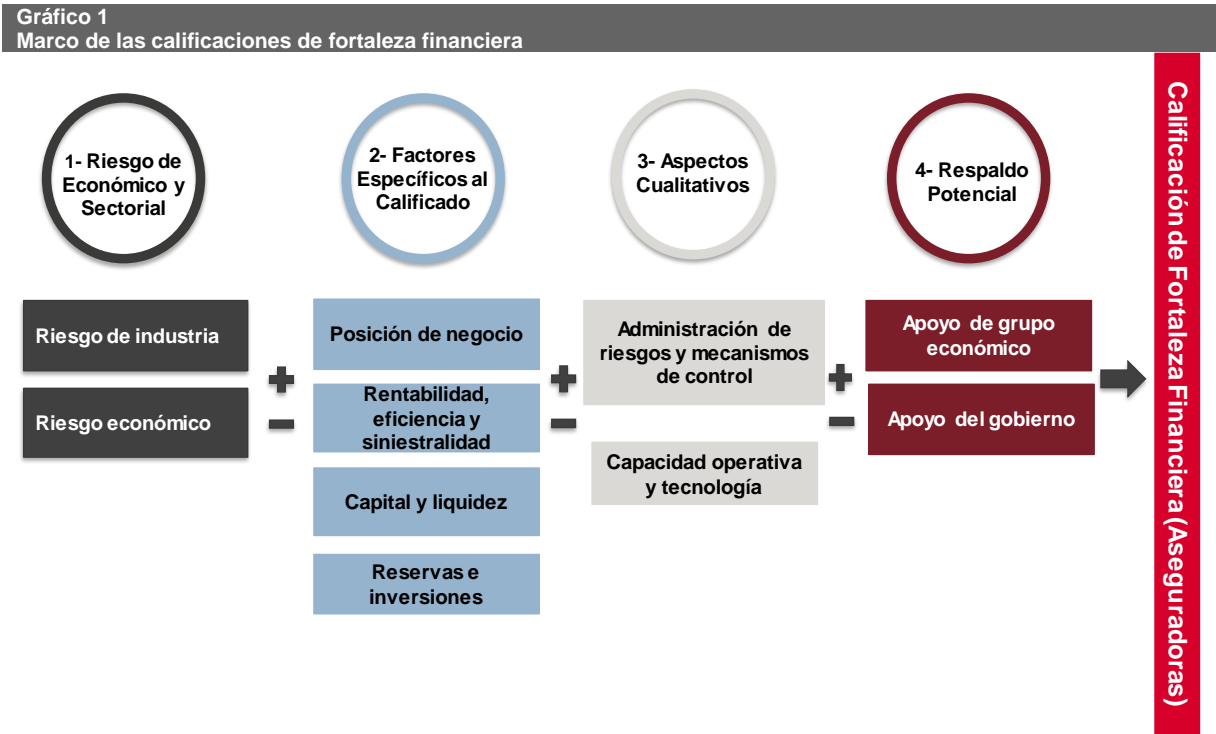 Gráfico 1
Marco de las calificaciones de fortaleza financiera
1- Riesgo de
Económico y
Sectorial
2- Factores
Específicos al
Calificado
3- Aspectos
Cualitativos
4- Respaldo
Potencial
Riesgo de industria
Riesgo económico
Posición de negocio
Rentabilidad,
eficiencia y
siniestralidad
Capital y liquidez
Reservas e
inversiones
Administración de
riesgos y mecanismos
de control
Capacidad operativa
y tecnología
Apoyo de grupo
económico
Apoyo del gobierno
Calificación de Fortaleza Financiera (Aseguradoras)